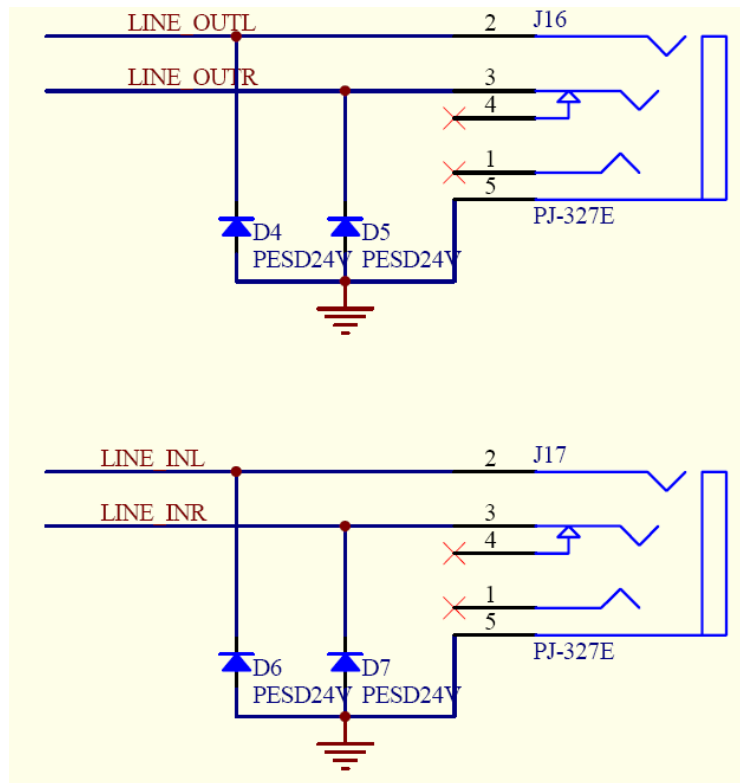 LINE_OUTL
2
J16
LINE_OUTR
3
4
1
5
PJ-327E
D4
D5
PESD24V
PESD24V
LINE_INL
2
J17
LINE_INR
3
4
1
5
PJ-327E
D6
D7
PESD24V
PESD24V